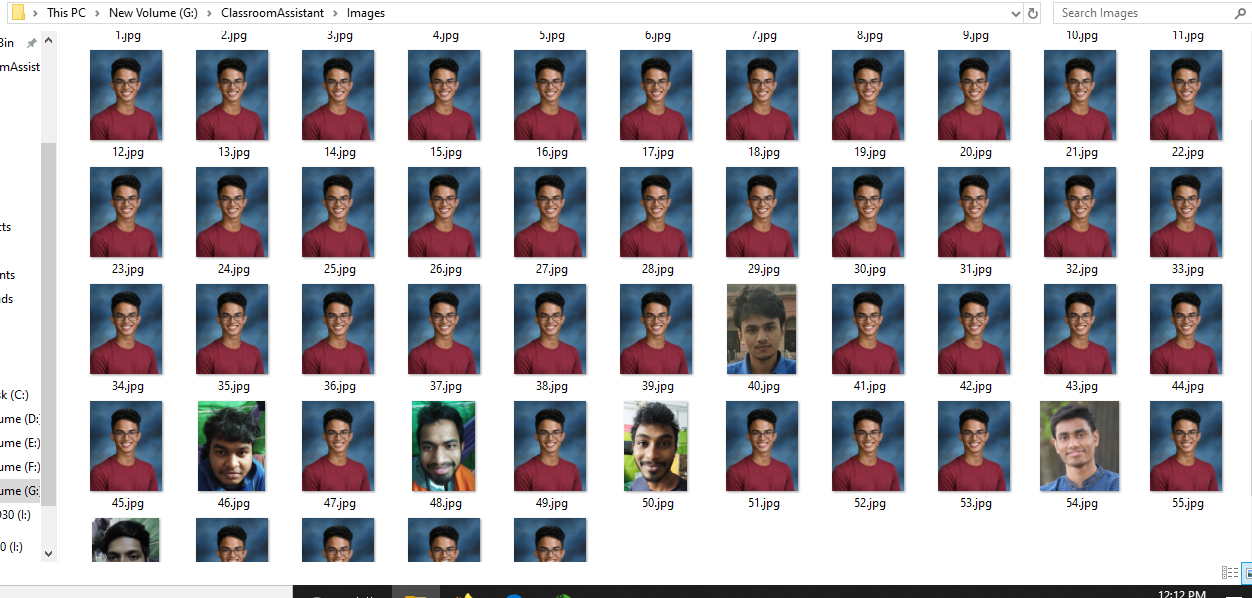 This PC > New Volume (G:) > ClassroomAssistant > Images
Search Images
Bin
omAssist
cts
nts
ds
sk (C:)
ume (D:
ume (E:)
ume (F:)
ume (G:
030 (I:)
0 (I:)
1.jpg 2.jpg 3.jpg 4.jpg 5.jpg 6.jpg 7.jpg 8.jpg 9.jpg 10.jpg 11.jpg
12.jpg 13.jpg 14.jpg 15.jpg 16.jpg 17.jpg 18.jpg 19.jpg 20.jpg 21.jpg 22.jpg
23.jpg 24.jpg 25.jpg 26.jpg 27.jpg 28.jpg 29.jpg 30.jpg 31.jpg 32.jpg 33.jpg
34.jpg 35.jpg 36.jpg 37.jpg 38.jpg 39.jpg 40.jpg 41.jpg 42.jpg 43.jpg 44.jpg
45.jpg 46.jpg 47.jpg 48.jpg 49.jpg 50.jpg 51.jpg 52.jpg 53.jpg 54.jpg 55.jpg
12:12 PM